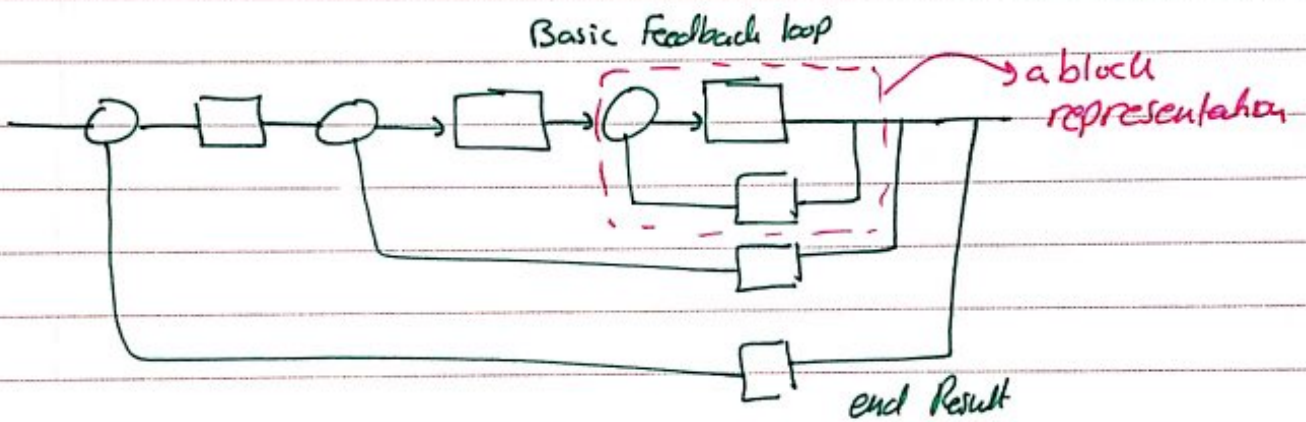 Basic Feedback loop
a block
representation
end Result